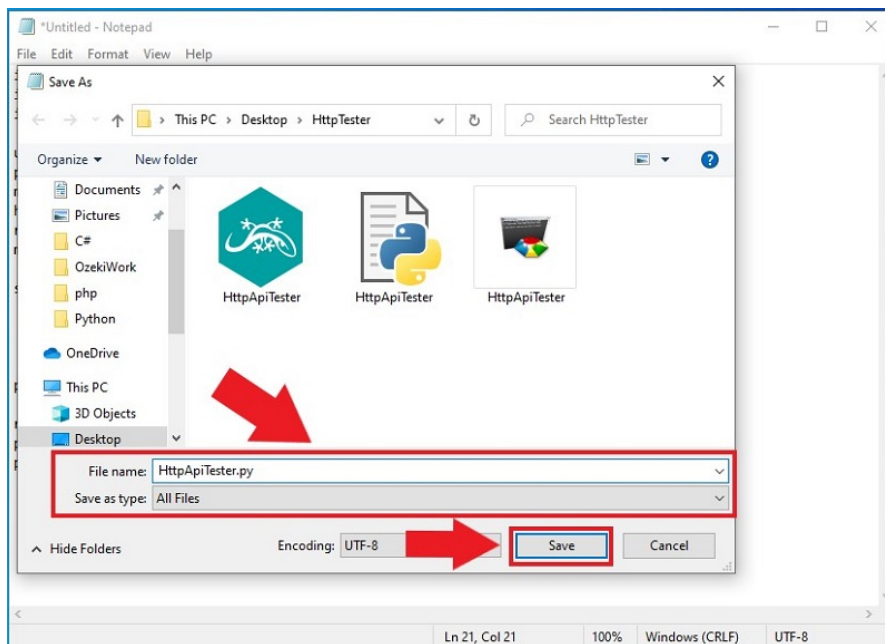 *Untitled - Notepad
File Edit Format View Help
Save As
This PC > Desktop > HttpTester
Search HttpTester
Organize
New folder
Documents
Pictures
C#
OzekiWork
php
Python
OneDrive
This PC
3D Objects
Desktop
HttpApiTester
HttpApiTester
HttpApiTester
File name: HttpApiTester.py
Save as type: All Files
Hide Folders
Encoding: UTF-8
Save
Cancel
Ln 21, Col 21
100%
Windows (CRLF)
UTF-8